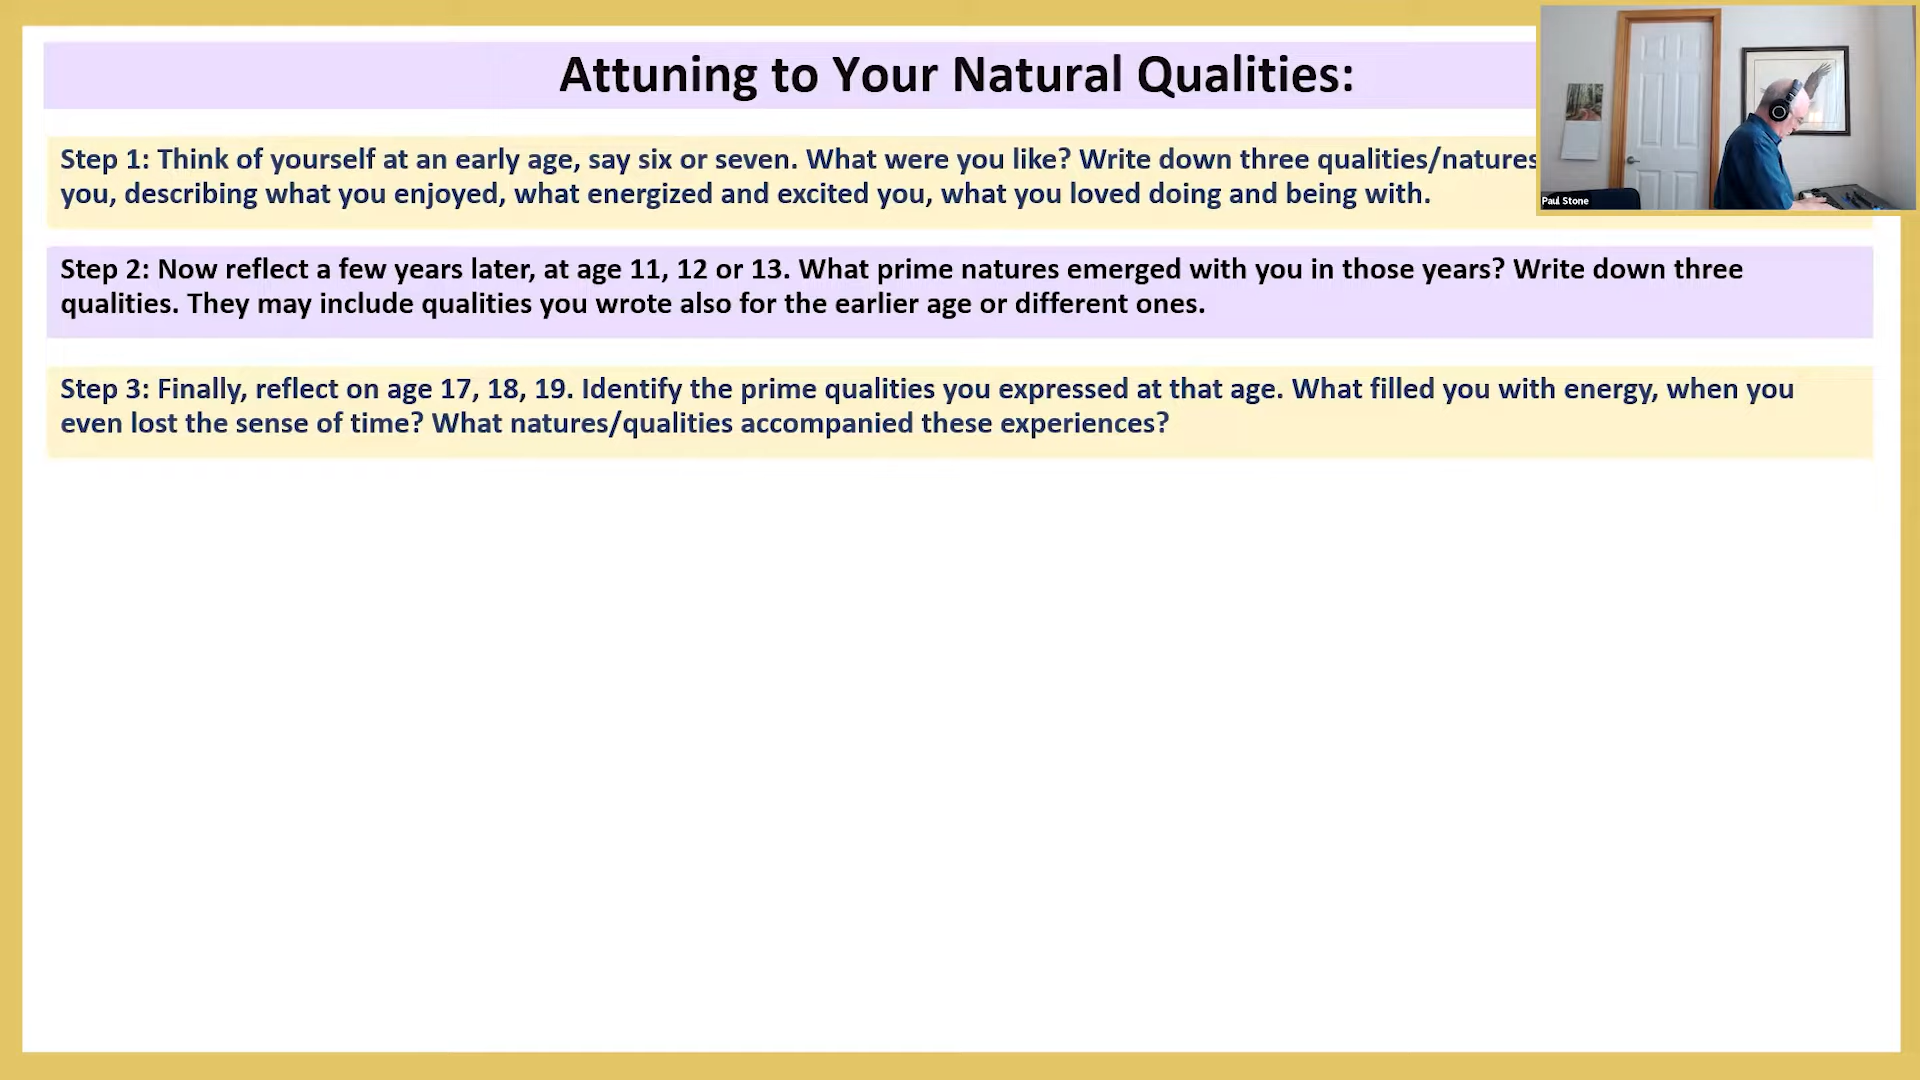 Attuning to Your Natural Qualities:
Step 1: Think of yourself at an early age, say six or seven. What were you like? Write down three qualities/natures
you, describing what you enjoyed, what energized and excited you, what you loved doing and being with.
Step 2: Now reflect a few years later, at age 11, 12 or 13. What prime natures emerged with you in those years? Write down three
qualities. They may include qualities you wrote also for the earlier age or different ones.
Step 3: Finally, reflect on age 17, 18, 19. Identify the prime qualities you expressed at that age. What filled you with energy, when you
even lost the sense of time? What natures/qualities accompanied these experiences?
Paul Stone